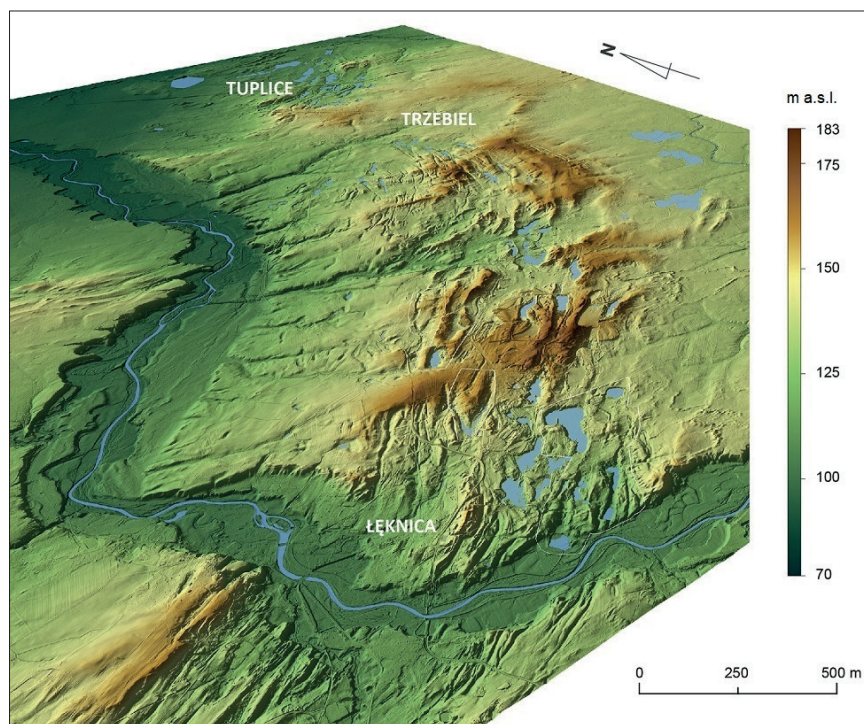 N
TUPLICE
TRZEBIEL
m a.s.l.
183
175
150
125
100
70
ŁĘKNICA
0 250 500 m